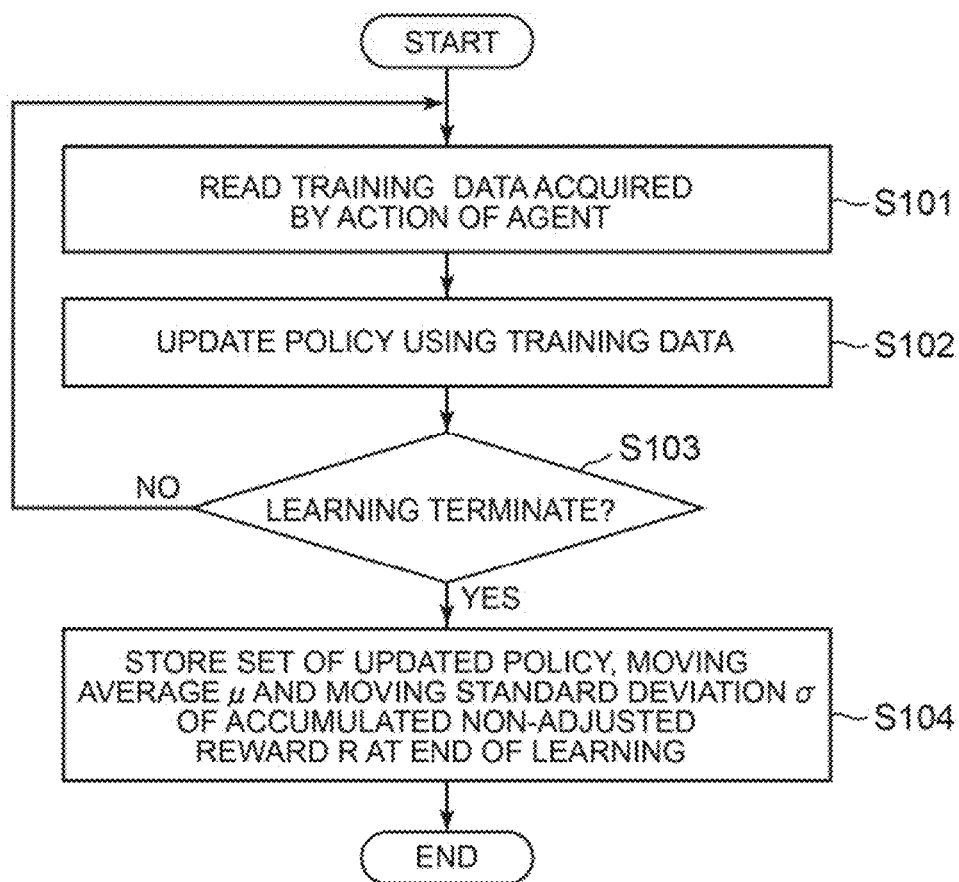 START
READ TRAINING DATA ACQUIRED
BY ACTION OF AGENT
S101
UPDATE POLICY USING TRAINING DATA
S102
S103
NO
LEARNING TERMINATE?
YES
STORE SET OF UPDATED POLICY, MOVING
AVERAGE μ AND MOVING STANDARD DEVIATION σ
OF ACCUMULATED NON-ADJUSTED
REWARD R AT END OF LEARNING
S104
END